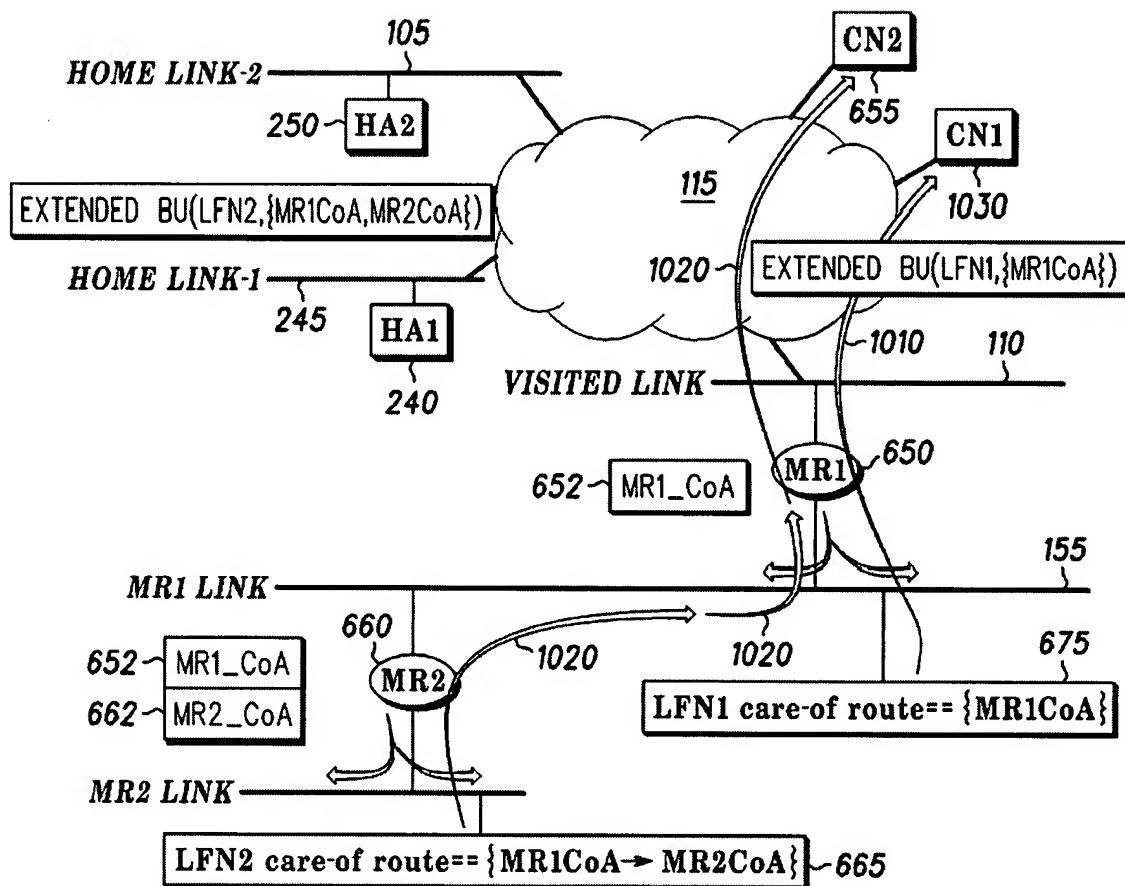 105
CN2
HOME LINK-2
655
250
HA2
CN1
115
1030
EXTENDED BU(LFN2,{MR1CoA,MR2CoA})
1020
EXTENDED BU(LFN1,{MR1CoA})
HOME LINK-1
245
HA1
1010
240
110
VISITED LINK
MR1
650
652
MR1_CoA
MR1 LINK
155
660
1020
1020
675
652
MR1_CoA
MR2
662
MR2_CoA
LFN1 care-of route=={MR1CoA}
MR2 LINK
LFN2 care-of route=={MR1CoA→MR2CoA}
665